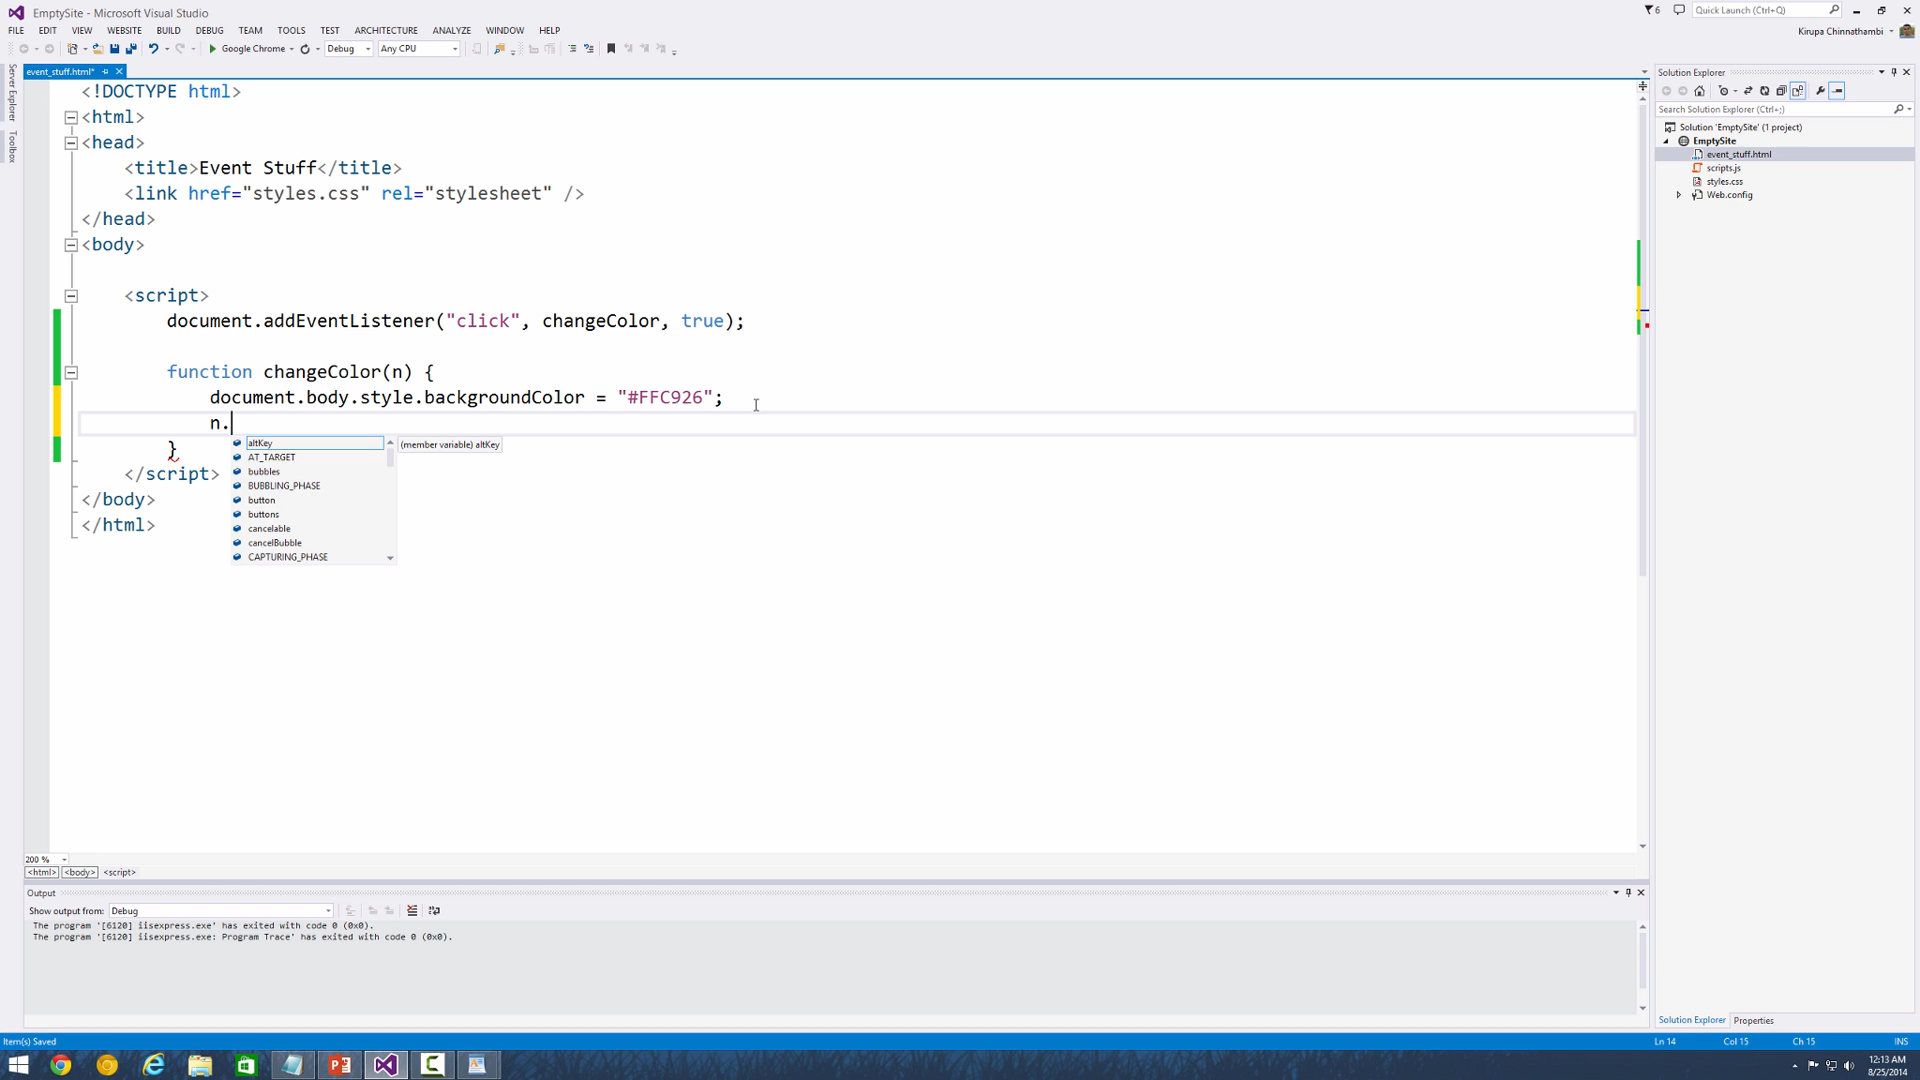 EmptySite - Microsoft Visual Studio
6
Quick Launch (Ctrl+Q)
FILE EDIT VIEW WEBSITE BUILD DEBUG TEAM TOOLS TEST ARCHITECTURE ANALYZE WINDOW HELP
Kirupa Chinnathambi
Google Chrome Debug Any CPU
Server Explorer
Toolbox
event_stuff.html*
<!DOCTYPE html>
<html>
<head>
<title>Event Stuff</title>
<link href="styles.css" rel="stylesheet" />
</head>
<body>
<script>
document.addEventListener("click", changeColor, true);
function changeColor(n) {
document.body.style.backgroundColor = "#FFC926";
n.
}
</script>
</body>
</html>
altKey
AT_TARGET
bubbles
BUBBLING_PHASE
button
buttons
cancelable
cancelBubble
CAPTURING_PHASE
(member variable) altKey
Solution Explorer
Search Solution Explorer (Ctrl+;)
Solution 'EmptySite' (1 project)
EmptySite
event_stuff.html
scripts.js
styles.css
Web.config
200 %
<html> <body> <script>
Output
Show output from: Debug
The program '[6120] iisexpress.exe' has exited with code 0 (0x0).
The program '[6120] iisexpress.exe: Program Trace' has exited with code 0 (0x0).
Solution Explorer Properties
Item(s) Saved
Ln 14 Col 15 Ch 15 INS
12:13 AM
8/25/2014